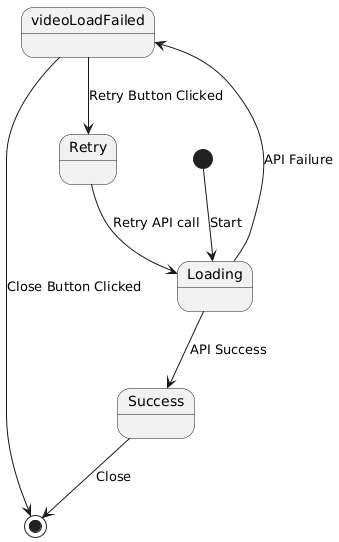 videoLoadFailed
Retry Button Clicked
Retry
API Failure
Retry API call
Start
Loading
Close Button Clicked
API Success
Success
Close